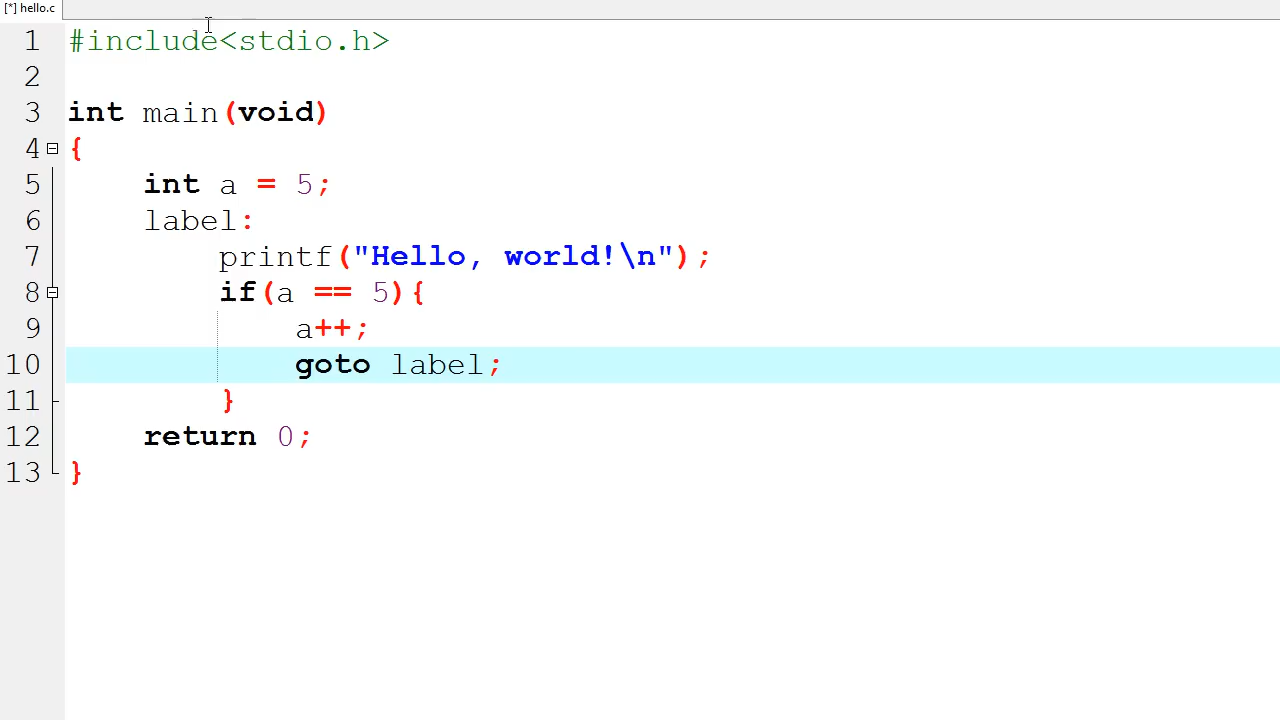 [*] hello.c
1 #include<stdio.h>
2
3 int main(void)
4 {
5 int a = 5;
6 label:
7 printf("Hello, world!\n");
8 if(a == 5){
9 a++;
10 goto label;
11 }
12 return 0;
13 }